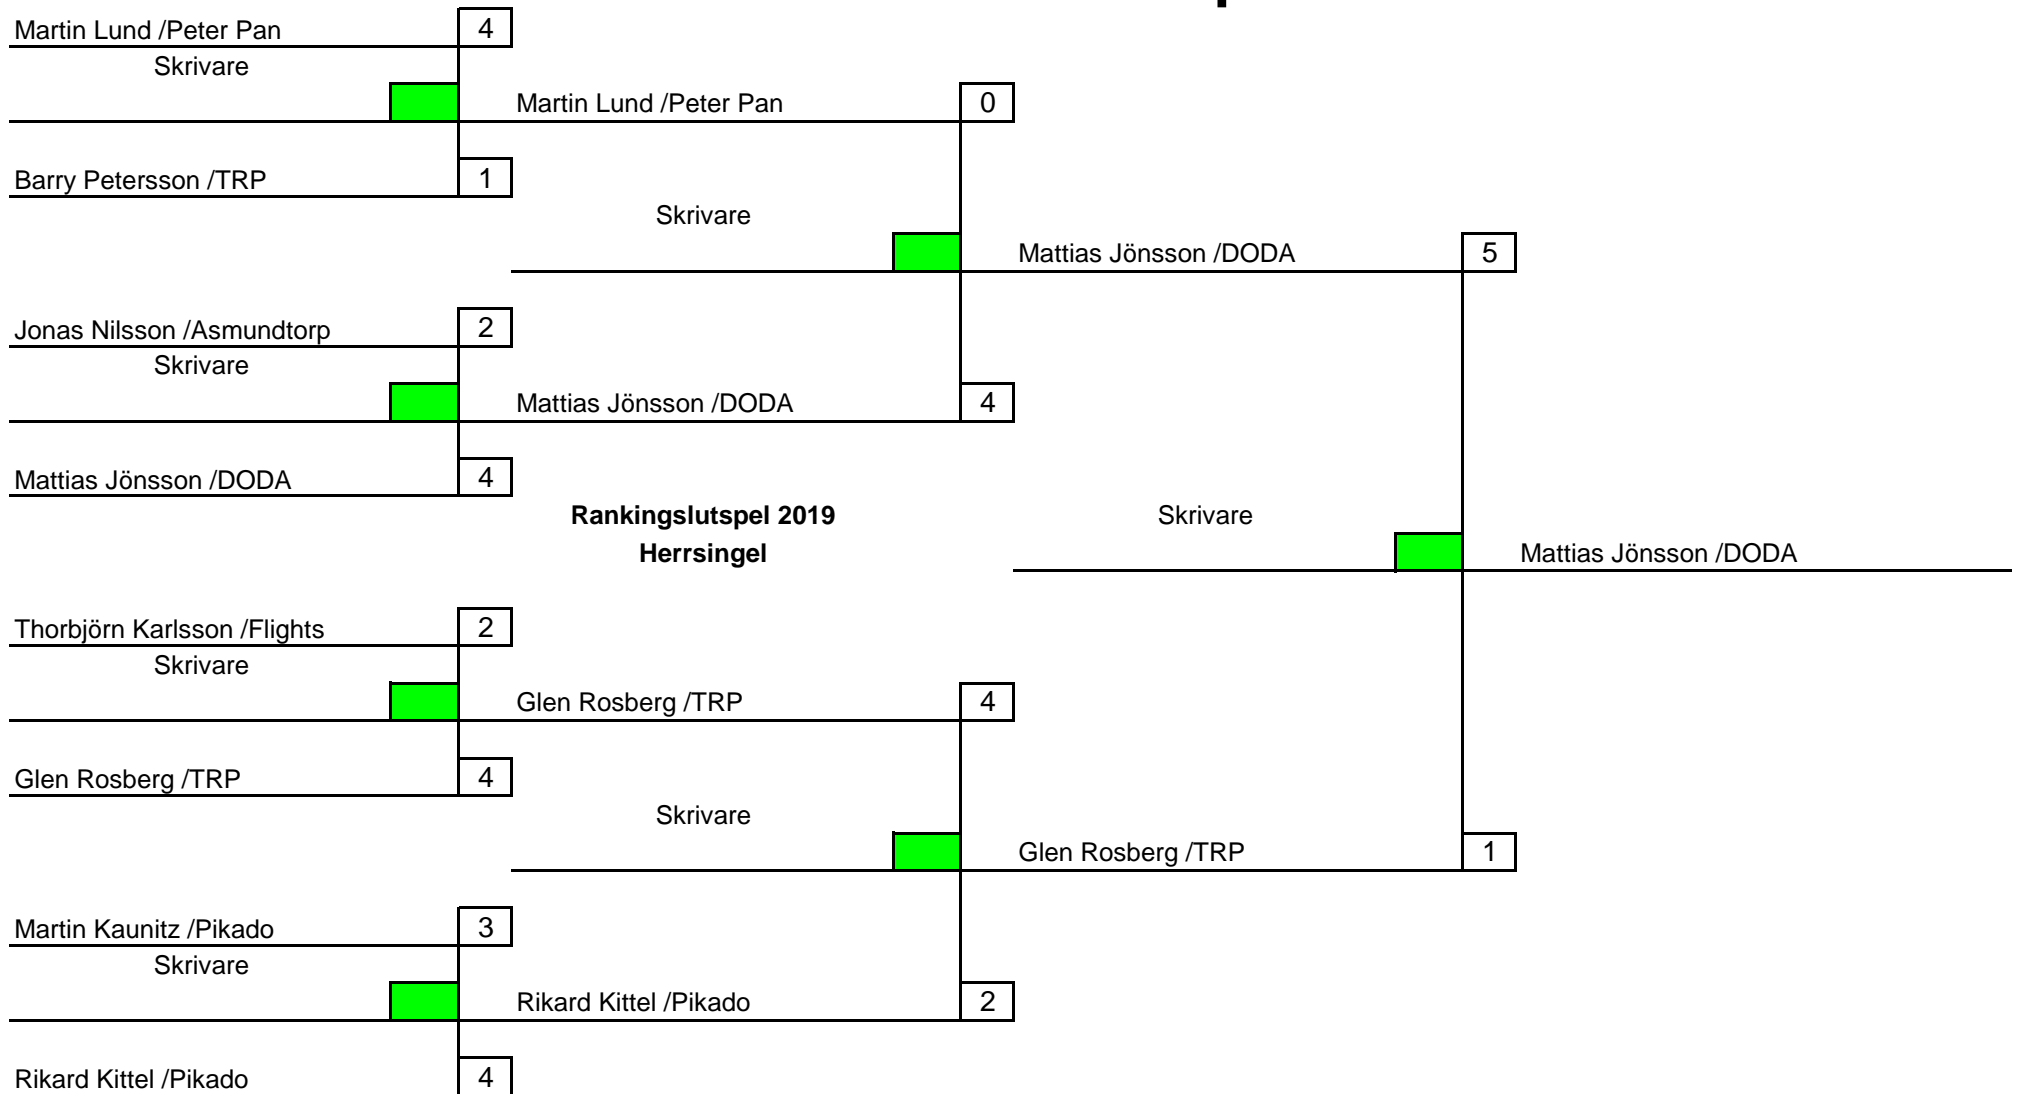 Martin Lund /Peter Pan 4
Skrivare
Martin Lund /Peter Pan 0
Barry Petersson /TRP 1
Skrivare
Mattias Jönsson /DODA 5
Jonas Nilsson /Asmundtorp 2
Skrivare
Mattias Jönsson /DODA 4
Mattias Jönsson /DODA 4
Rankingslutspel 2019 Skrivare
Herrsingel Mattias Jönsson /DODA
Thorbjörn Karlsson /Flights 2
Skrivare
Glen Rosberg /TRP 4
Glen Rosberg /TRP 4
Skrivare
Glen Rosberg /TRP 1
Martin Kaunitz /Pikado 3
Skrivare
Rikard Kittel /Pikado 2
Rikard Kittel /Pikado 4